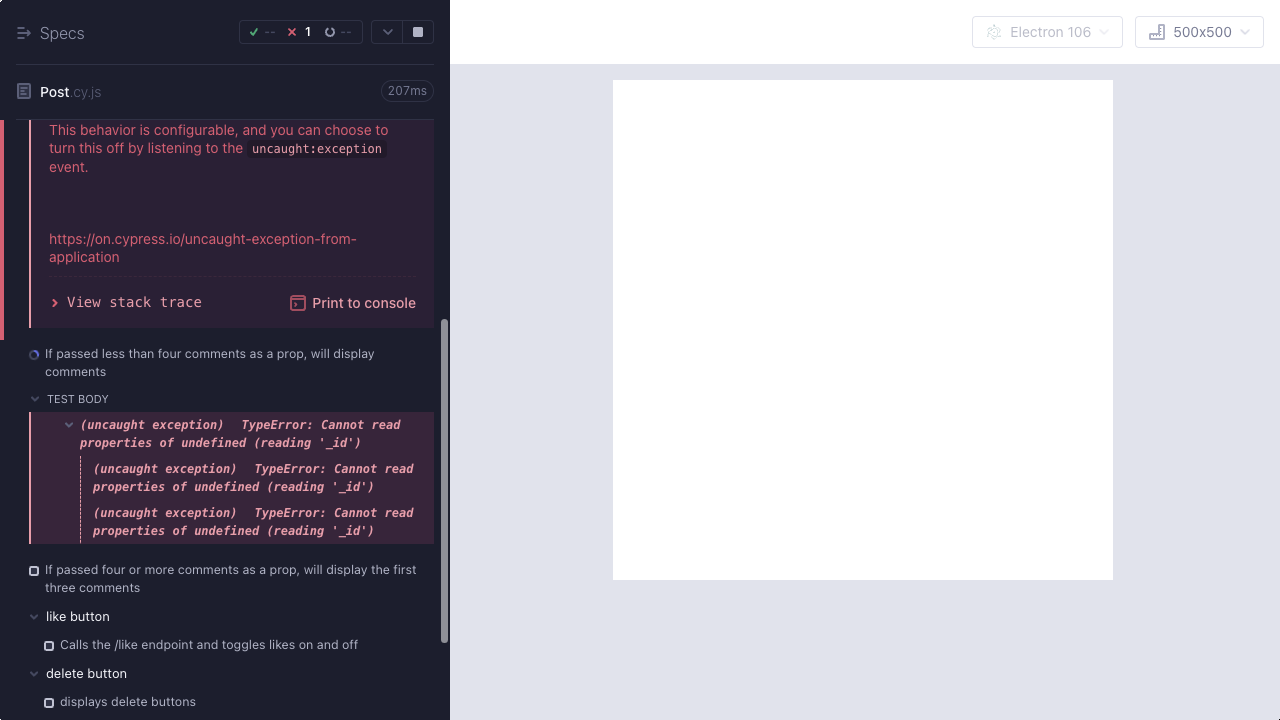 Specs
-- 1 --
Electron 106
500x500
Post.cy.js
207ms
This behavior is configurable, and you can choose to
turn this off by listening to the uncaught:exception
event.
https://on.cypress.io/uncaught-exception-from-
application
View stack trace
Print to console
If passed less than four comments as a prop, will display
comments
TEST BODY
(uncaught exception) TypeError: Cannot read
properties of undefined (reading '_id')
(uncaught exception) TypeError: Cannot read
properties of undefined (reading '_id')
(uncaught exception) TypeError: Cannot read
properties of undefined (reading '_id')
If passed four or more comments as a prop, will display the first
three comments
like button
Calls the /like endpoint and toggles likes on and off
delete button
displays delete buttons